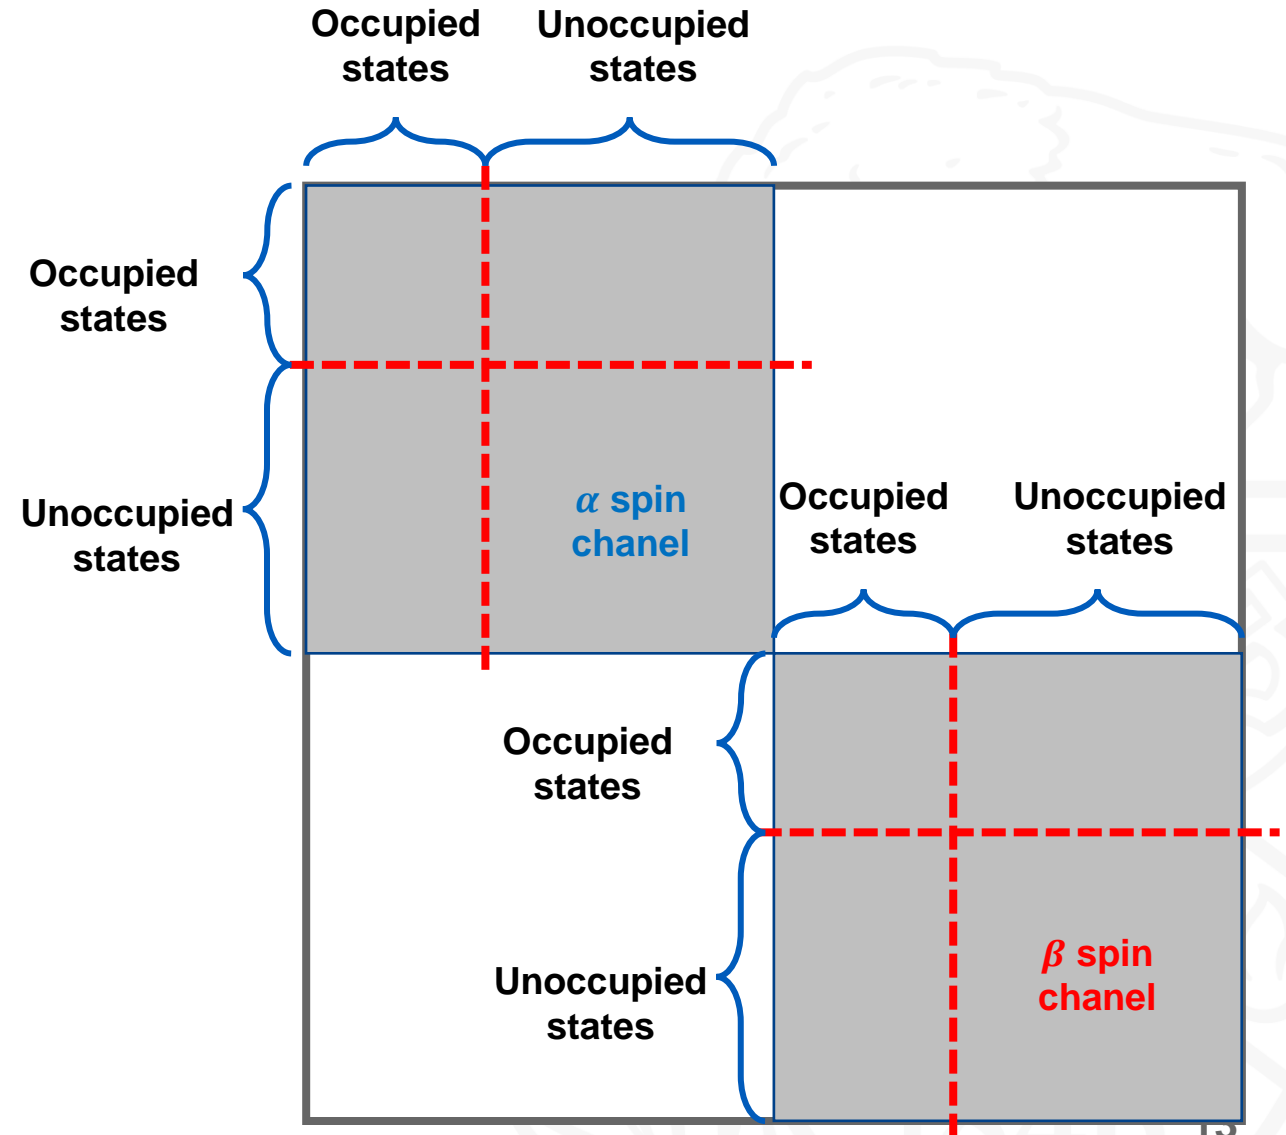 Occupied
states
Unoccupied
states
Occupied
states
Unoccupied
states
α spin
chanel
Occupied
states
Unoccupied
states
Occupied
states
Unoccupied
states
β spin
chanel
13